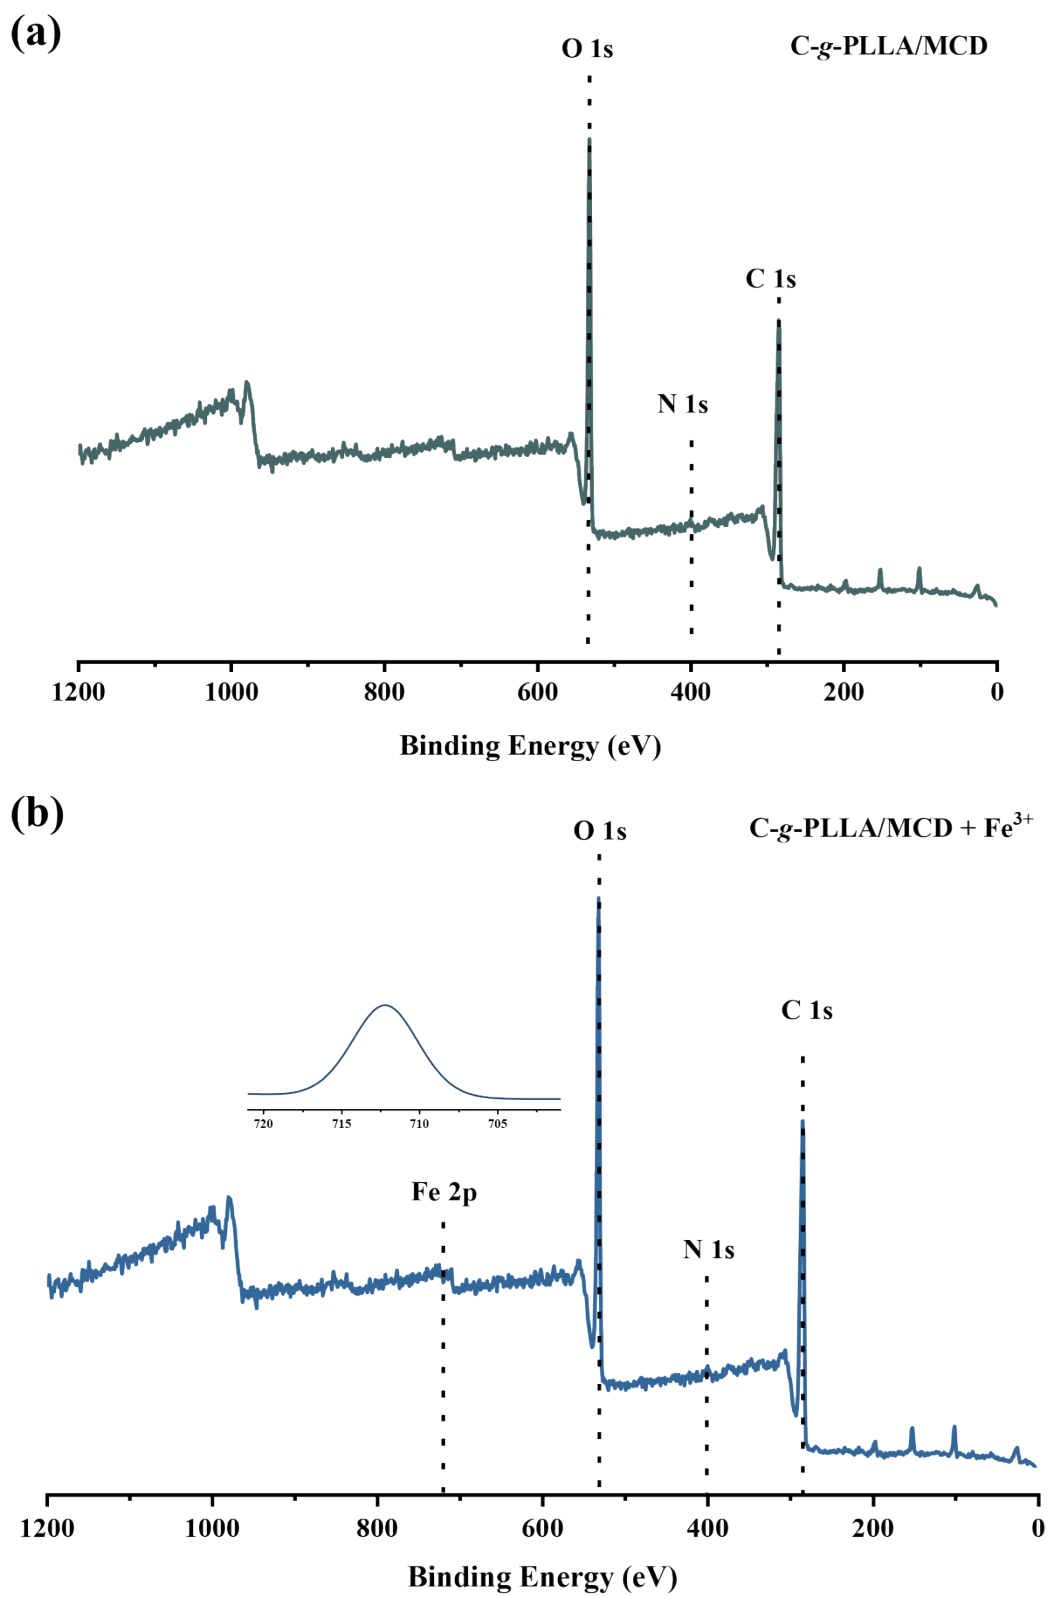 (a)
C-g-PLLA/MCD
O 1s
C 1s
N 1s
1200 1000 800 600 400 200 0
Binding Energy (eV)
(b)
C-g-PLLA/MCD + Fe³⁺
O 1s
C 1s
720 715 710 705
Fe 2p
N 1s
1200 1000 800 600 400 200 0
Binding Energy (eV)